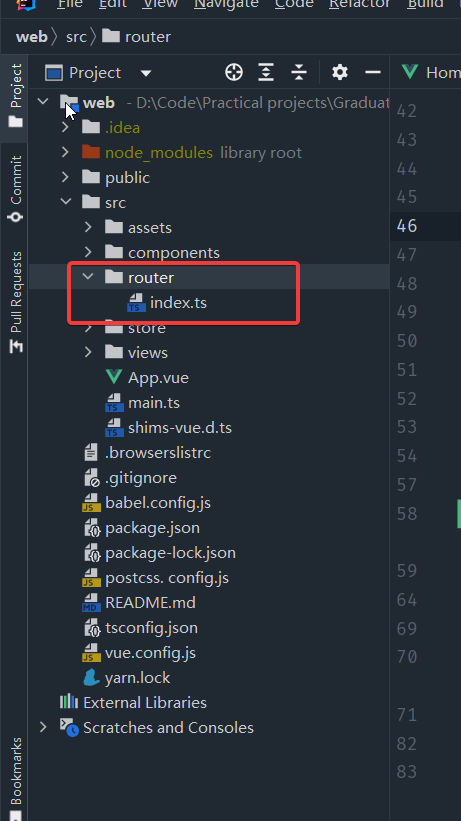 File Edit View Navigate Code Refactor Build
web 〉 src 〉 router
Project
Hom
web - D:\Code\Practical projects\Graduat
.idea
node_modules library root
public
src
assets
components
router
index.ts
store
views
App.vue
main.ts
shims-vue.d.ts
.browserslistrc
.gitignore
babel.config.js
package.json
package-lock.json
postcss. config.js
README.md
tsconfig.json
vue.config.js
yarn.lock
External Libraries
Scratches and Consoles
Project
Commit
Pull Requests
Bookmarks
42
43
44
45
46
47
48
49
50
51
52
53
54
57
58
59
64
69
70
71
82
83